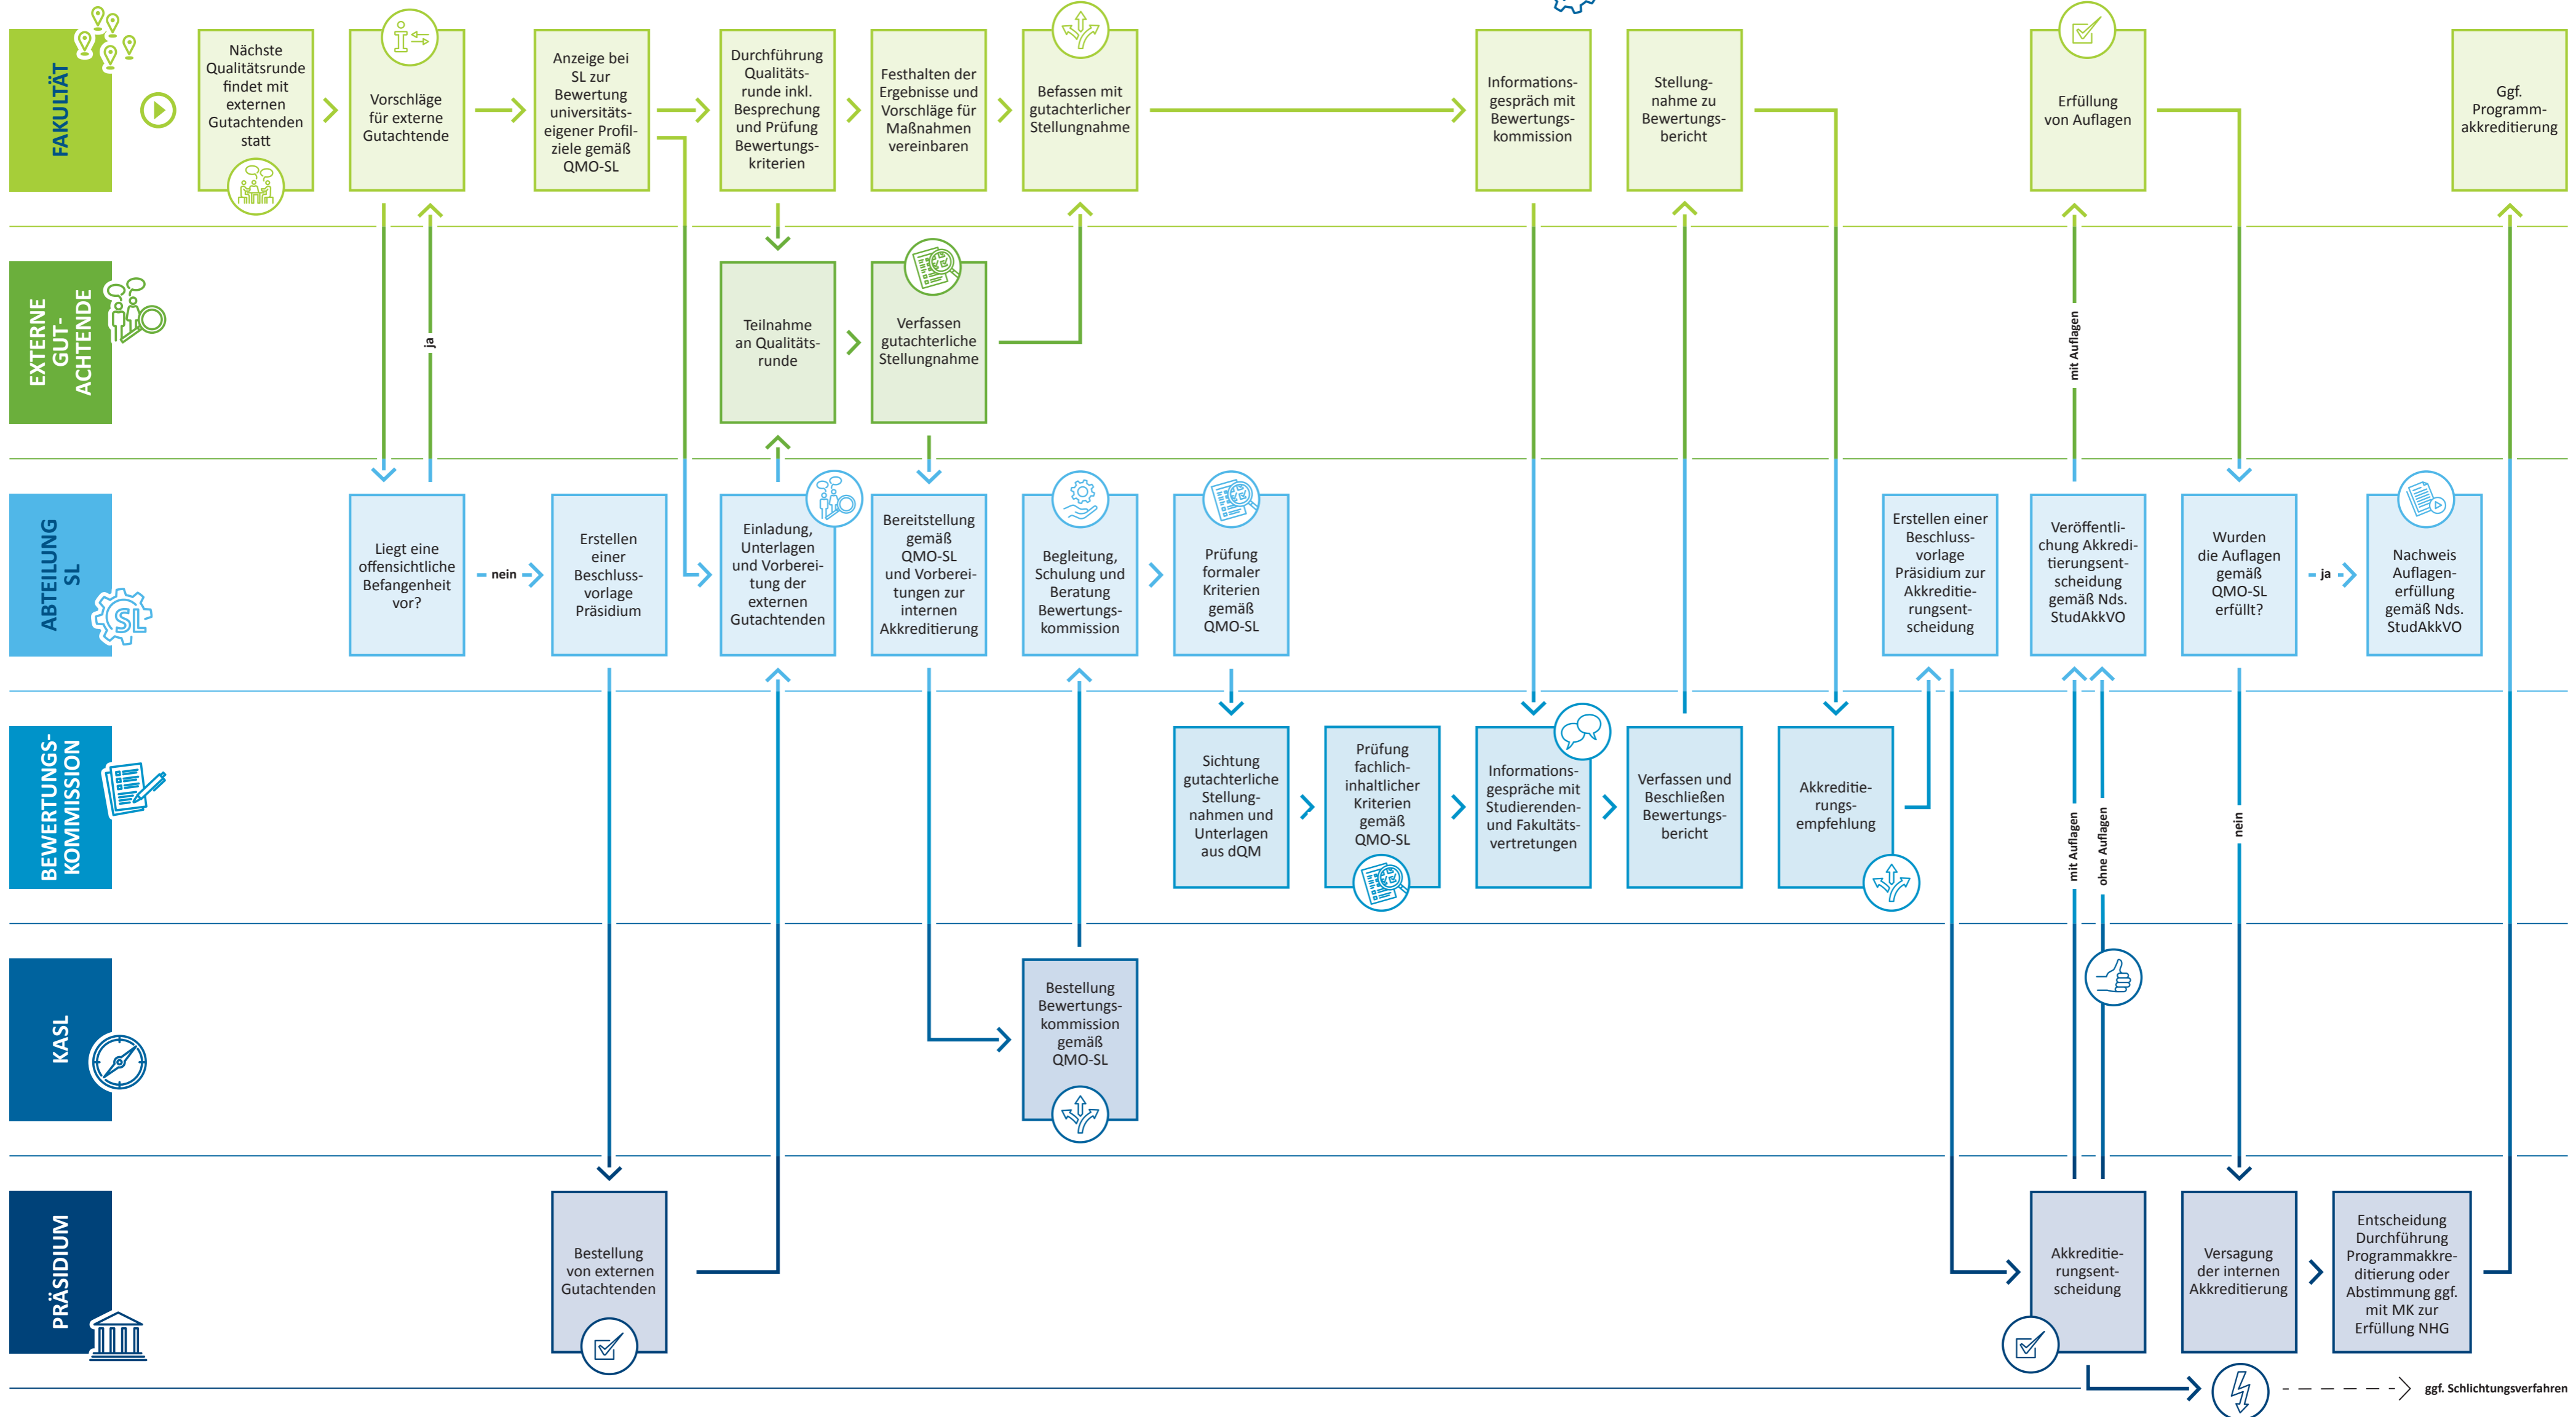 FAKULTÄT
Nächste
Qualitätsrunde
findet mit
externen
Gutachtenden
statt
Vorschläge
für externe
Gutachtende
Anzeige bei
SL zur
Bewertung
universitäts-
eigener Profil-
ziele gemäß
QMO-SL
Durchführung
Qualitäts-
runde inkl.
Besprechung
und Prüfung
Bewertungs-
kriterien
Festhalten der
Ergebnisse und
Vorschläge für
Maßnahmen
vereinbaren
Befassen mit
gutachterlicher
Stellungnahme
Informations-
gespräch mit
Bewertungs-
kommission
Stellung-
nahme zu
Bewertungs-
bericht
Erfüllung
von Auflagen
Ggf.
Programm-
akkreditierung
EXTERNE
GUT-
ACHTENDE
ja
Teilnahme
an Qualitäts-
runde
Verfassen
gutachterliche
Stellungnahme
mit Auflagen
ABTEILUNG
SL
SL
Liegt eine
offensichtliche
Befangenheit
vor?
nein
Erstellen
einer
Beschluss-
vorlage
Präsidium
Einladung,
Unterlagen
und Vorberei-
tung der
externen
Gutachtenden
Bereitstellung
gemäß
QMO-SL
und Vorberei-
tungen zur
internen
Akkreditierung
Begleitung,
Schulung und
Beratung
Bewertungs-
kommission
Prüfung
formaler
Kriterien
gemäß
QMO-SL
Erstellen einer
Beschluss-
vorlage
Präsidium zur
Akkreditie-
rungsent-
scheidung
Veröffentli-
chung Akkredi-
tierungsent-
scheidung
gemäß Nds.
StudAkkVO
Wurden
die Auflagen
gemäß
QMO-SL
erfüllt?
ja
Nachweis
Auflagen-
erfüllung
gemäß Nds.
StudAkkVO
BEWERTUNGS-
KOMMISSION
Sichtung
gutachterliche
Stellung-
nahmen und
Unterlagen
aus dQM
Prüfung
fachlich-
inhaltlicher
Kriterien
gemäß
QMO-SL
Informations-
gespräche mit
Studierenden-
und Fakultäts-
vertretungen
Verfassen und
Beschließen
Bewertungs-
bericht
Akkreditie-
rungs-
empfehlung
mit Auflagen
ohne Auflagen
nein
KASL
Bestellung
Bewertungs-
kommission
gemäß
QMO-SL
PRÄSIDIUM
Bestellung
von externen
Gutachtenden
Akkreditie-
rungsent-
scheidung
Versagung
der internen
Akkreditierung
Entscheidung
Durchführung
Programmakkre-
ditierung oder
Abstimmung ggf.
mit MK zur
Erfüllung NHG
ggf. Schlichtungsverfahren